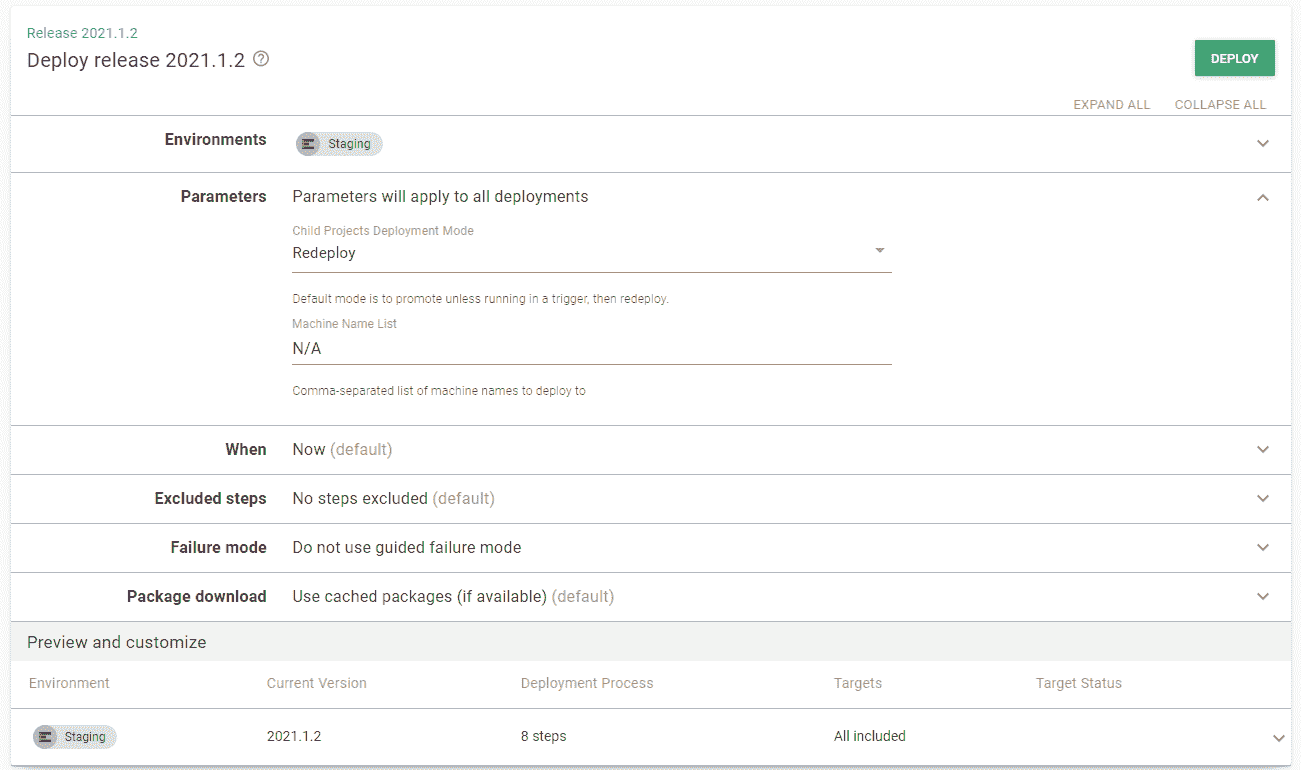 Release 2021.1.2
Deploy release 2021.1.2 ?
DEPLOY
EXPAND ALL COLLAPSE ALL
Environments Staging
Parameters Parameters will apply to all deployments
Child Projects Deployment Mode
Redeploy
Default mode is to promote unless running in a trigger, then redeploy.
Machine Name List
N/A
Comma-separated list of machine names to deploy to
When Now (default)
Excluded steps No steps excluded (default)
Failure mode Do not use guided failure mode
Package download Use cached packages (if available) (default)
Preview and customize
Environment Current Version Deployment Process Targets Target Status
Staging 2021.1.2 8 steps All included